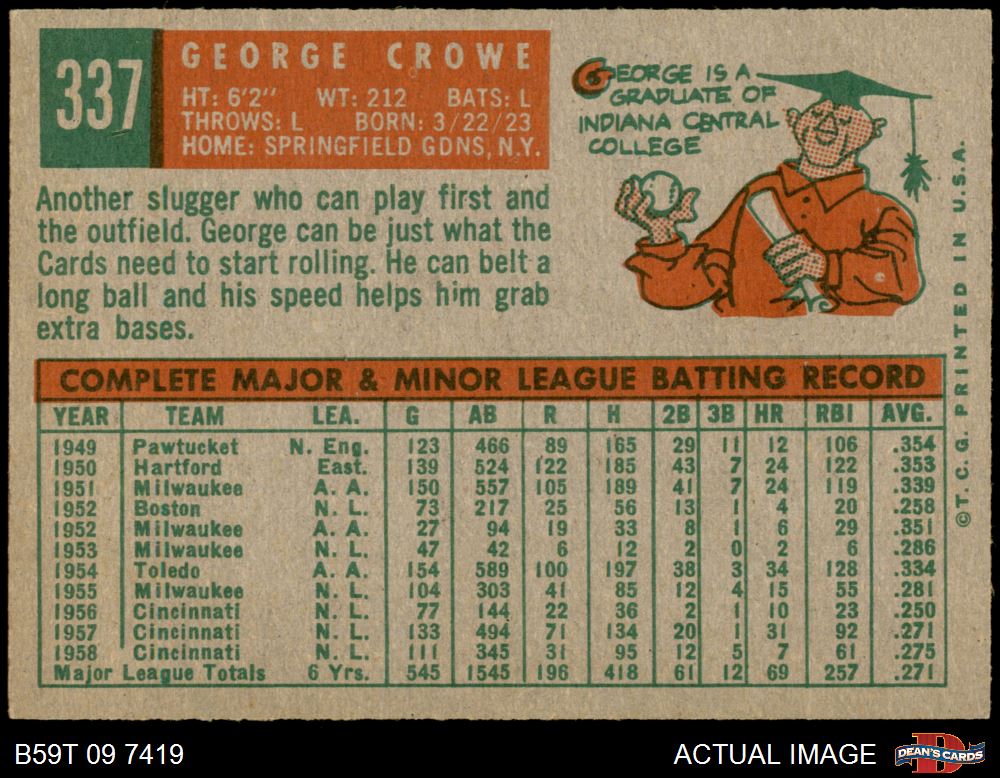 337
GEORGE CROWE
HT: 6'2" WT: 212 BATS: L
THROWS: L BORN: 3/22/23
HOME: SPRINGFIELD GDNS, N.Y.
GEORGE IS A
GRADUATE OF
INDIANA CENTRAL
COLLEGE
Another slugger who can play first and
the outfield. George can be just what the
Cards need to start rolling. He can belt a
long ball and his speed helps him grab
extra bases.
COMPLETE MAJOR & MINOR LEAGUE BATTING RECORD
YEAR TEAM LEA. G AB R H 2B 3B HR RBI AVG.
1949 Pawtucket N. Eng. 123 466 89 165 29 11 12 106 .354
1950 Hartford East. 139 524 122 185 43 7 24 122 .353
1951 Milwaukee A. A. 150 557 105 189 41 7 24 119 .339
1952 Boston N. L. 73 217 25 56 13 1 4 20 .258
1952 Milwaukee A. A. 27 94 19 33 8 1 6 29 .351
1953 Milwaukee N. L. 47 42 6 12 2 0 2 6 .286
1954 Toledo A. A. 154 589 100 197 38 3 34 128 .334
1955 Milwaukee N. L. 104 303 41 85 12 4 15 55 .281
1956 Cincinnati N. L. 77 144 22 36 2 1 10 23 .250
1957 Cincinnati N. L. 133 494 71 134 20 1 31 92 .271
1958 Cincinnati N. L. 111 345 31 95 12 5 7 61 .275
Major League Totals 6 Yrs. 545 1545 196 418 61 12 69 257 .271
©T. C. G. PRINTED IN U.S.A.
B59T 09 7419
ACTUAL IMAGE
D
DEAN'S CARDS